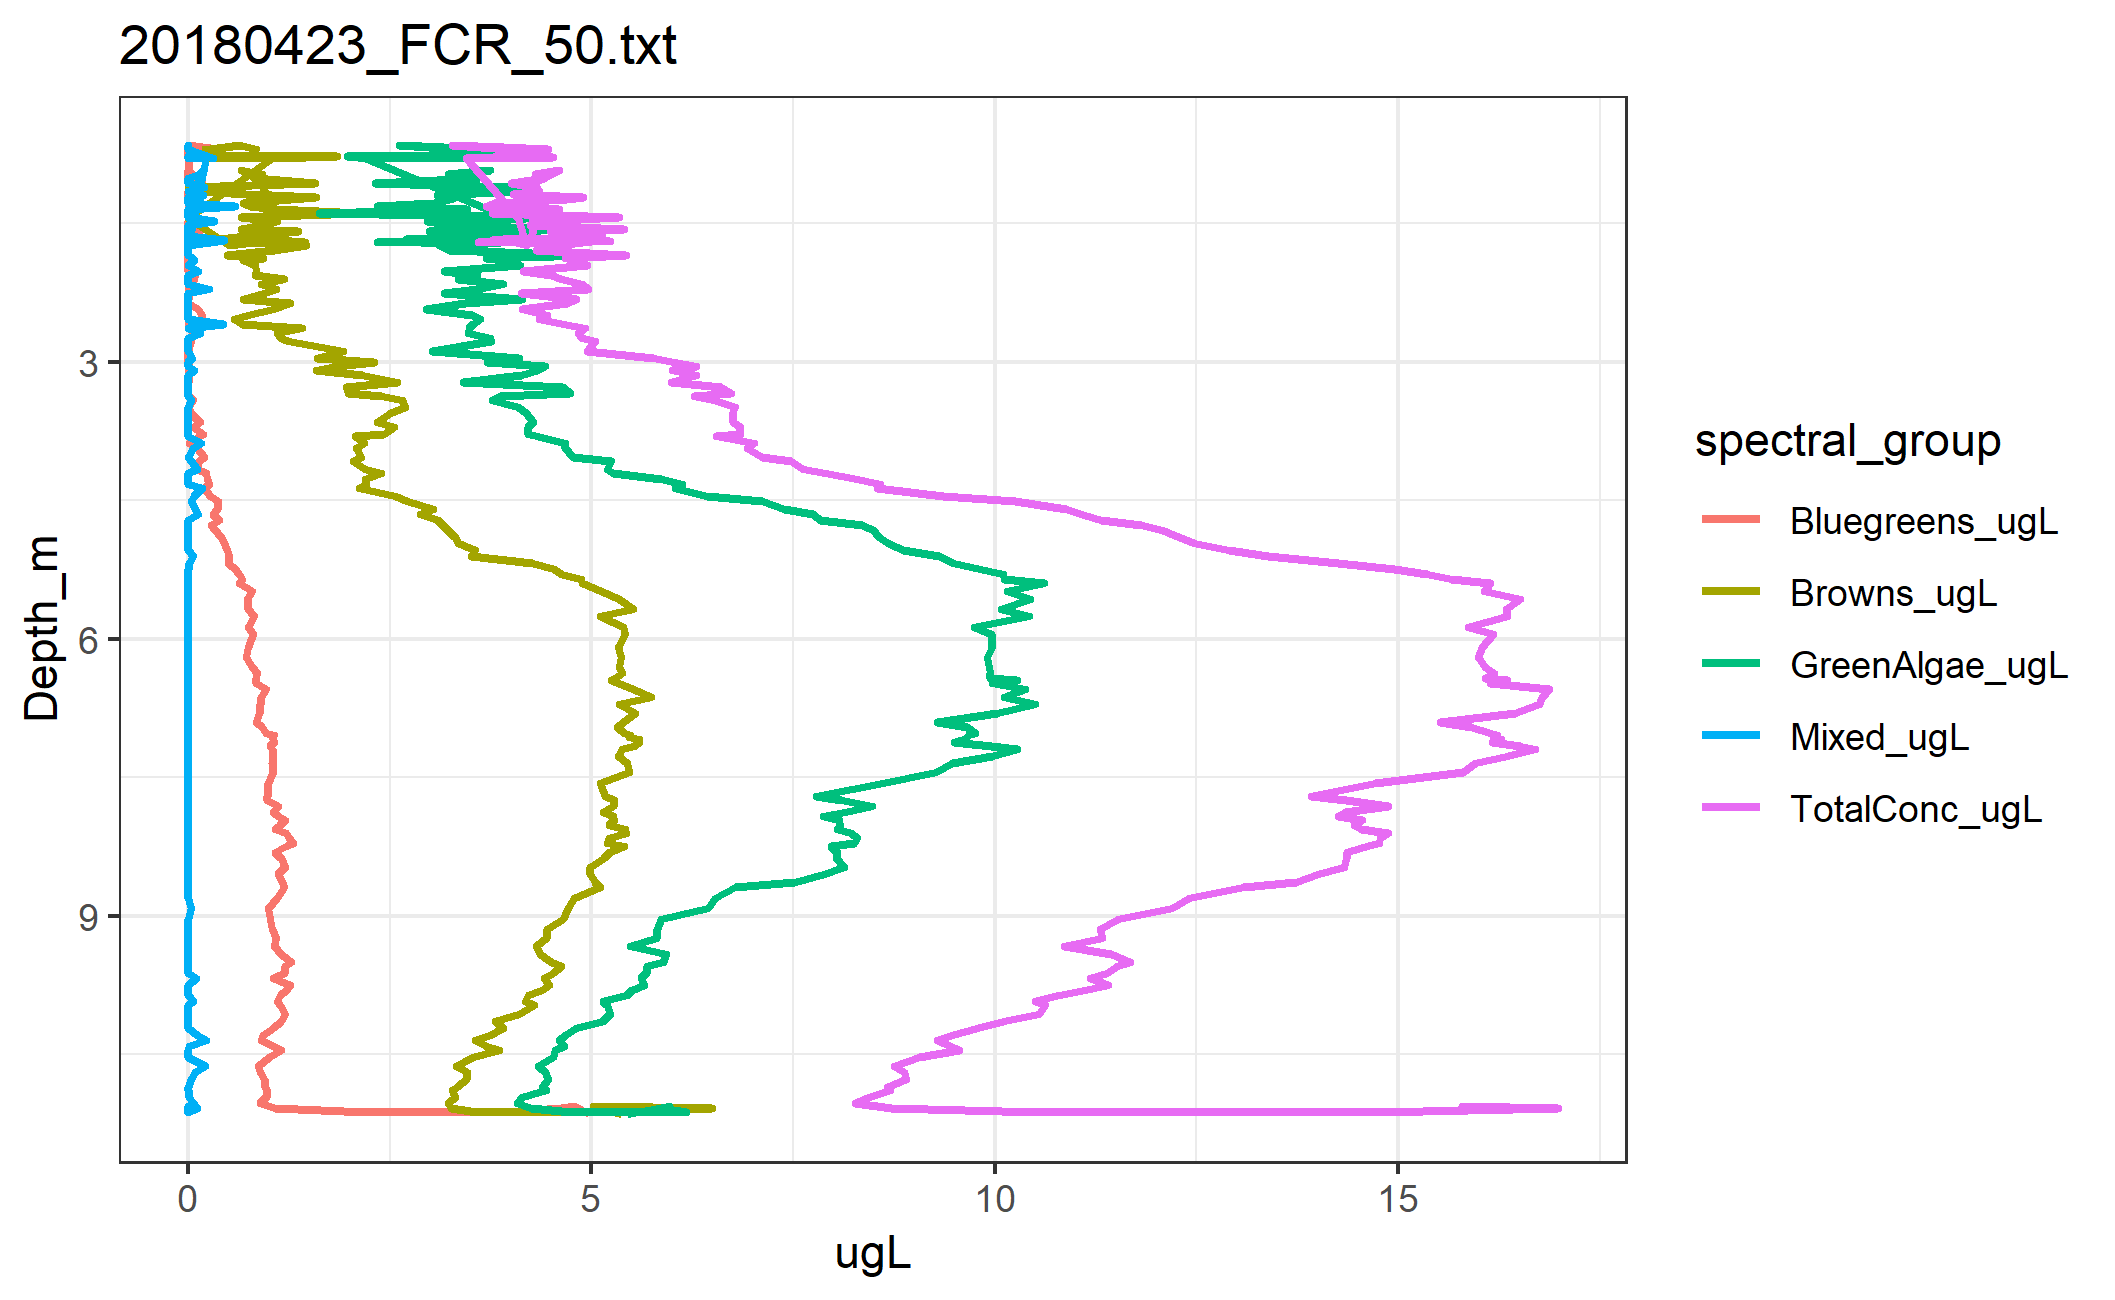 20180423_FCR_50.txt
Depth_m
3
6
9
0
5
10
15
ugL
spectral_group
Bluegreens_ugL
Browns_ugL
GreenAlgae_ugL
Mixed_ugL
TotalConc_ugL